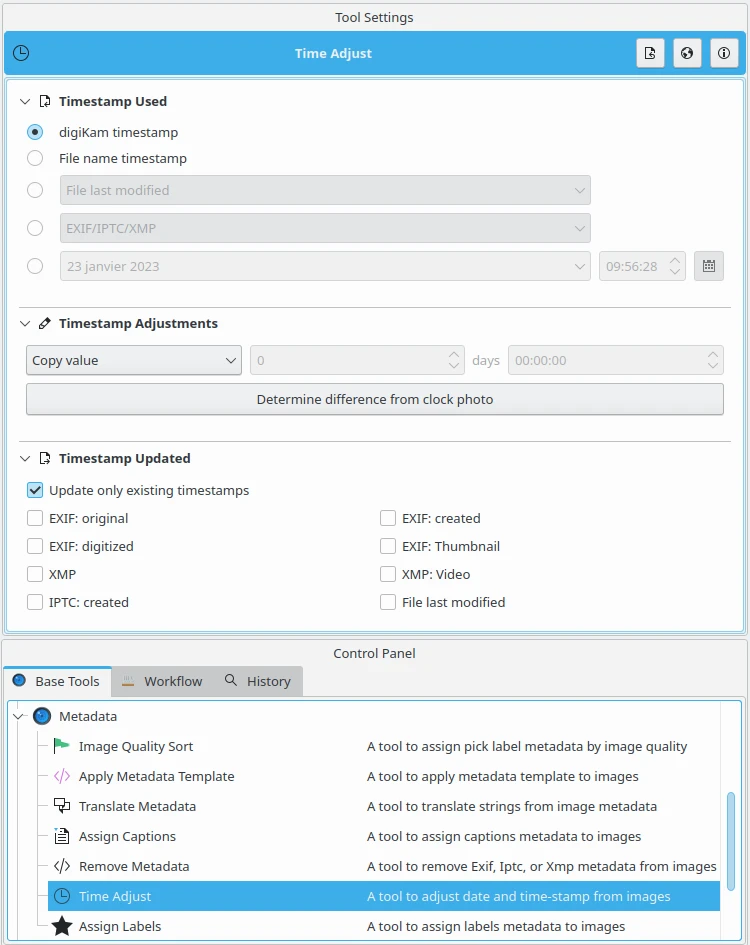 Tool Settings
Time Adjust
Timestamp Used
digiKam timestamp
File name timestamp
File last modified
EXIF/IPTC/XMP
23 janvier 2023 09:56:28
Timestamp Adjustments
Copy value 0 days 00:00:00
Determine difference from clock photo
Timestamp Updated
Update only existing timestamps
EXIF: original EXIF: created
EXIF: digitized EXIF: Thumbnail
XMP XMP: Video
IPTC: created File last modified
Control Panel
Base Tools Workflow History
Metadata
Image Quality Sort A tool to assign pick label metadata by image quality
Apply Metadata Template A tool to apply metadata template to images
Translate Metadata A tool to translate strings from image metadata
Assign Captions A tool to assign captions metadata to images
Remove Metadata A tool to remove Exif, Iptc, or Xmp metadata from images
Time Adjust A tool to adjust date and time-stamp from images
Assign Labels A tool to assign labels metadata to images